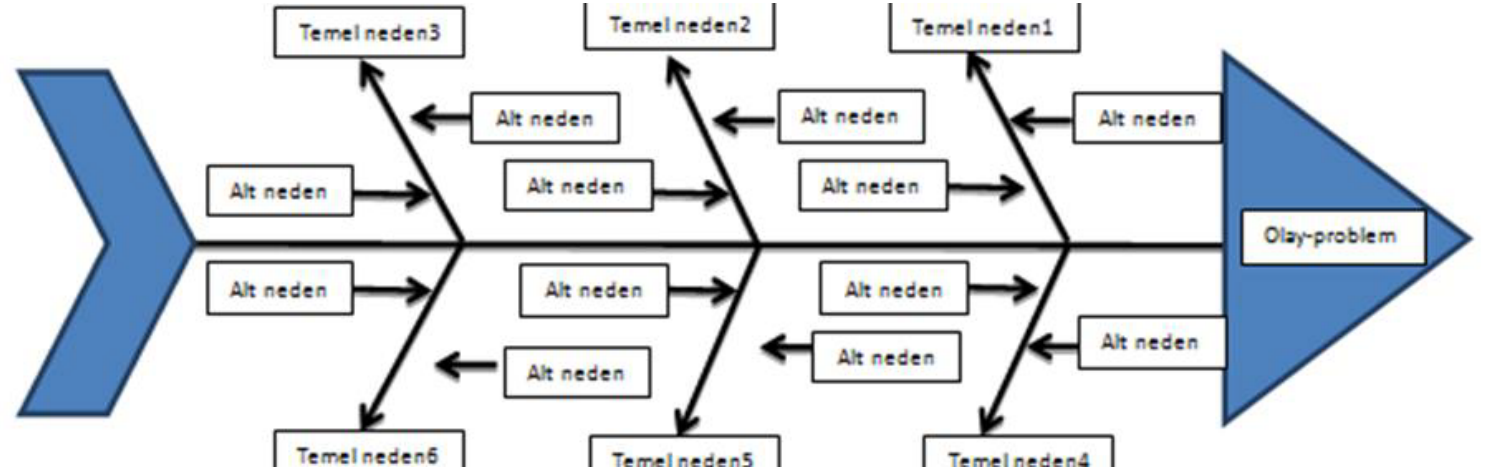 Temel neden3
Temel neden2
Temel neden1
Alt neden
Alt neden
Alt neden
Alt neden
Alt neden
Alt neden
Olay-problem
Alt neden
Alt neden
Alt neden
Alt neden
Alt neden
Alt neden
Temel neden6
Temel neden5
Temel neden4